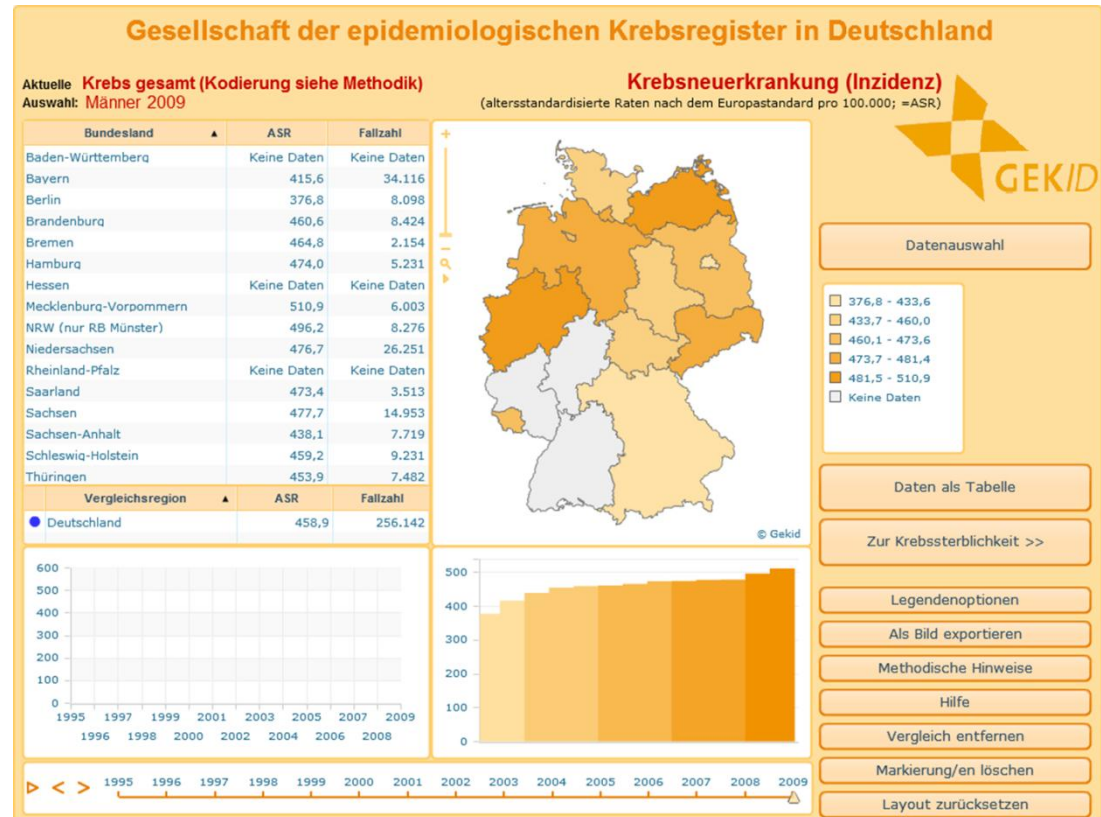 Gesellschaft der epidemiologischen Krebsregister in Deutschland
Aktuelle Krebs gesamt (Kodierung siehe Methodik)
Auswahl: Männer 2009
Krebsneuerkrankung (Inzidenz)
(altersstandardisierte Raten nach dem Europastandard pro 100.000; =ASR)
GEKID
Bundesland ▲ ASR Fallzahl
Baden-Württemberg Keine Daten Keine Daten
Bayern 415,6 34.116
Berlin 376,8 8.098
Brandenburg 460,6 8.424
Bremen 464,8 2.154
Hamburg 474,0 5.231
Hessen Keine Daten Keine Daten
Mecklenburg-Vorpommern 510,9 6.003
NRW (nur RB Münster) 496,2 8.276
Niedersachsen 476,7 26.251
Rheinland-Pfalz Keine Daten Keine Daten
Saarland 473,4 3.513
Sachsen 477,7 14.953
Sachsen-Anhalt 438,1 7.719
Schleswig-Holstein 459,2 9.231
Thüringen 453,9 7.482
Vergleichsregion ▲ ASR Fallzahl
Deutschland 458,9 256.142
+
−
© Gekid
Datenauswahl
376,8 - 433,6
433,7 - 460,0
460,1 - 473,6
473,7 - 481,4
481,5 - 510,9
Keine Daten
Daten als Tabelle
Zur Krebssterblichkeit >>
Legendenoptionen
Als Bild exportieren
Methodische Hinweise
Hilfe
Vergleich entfernen
Markierung/en löschen
Layout zurücksetzen
600
500
400
300
200
100
0
1995 1997 1999 2001 2003 2005 2007 2009
1996 1998 2000 2002 2004 2006 2008
500
400
300
200
100
0
< > 1995 1996 1997 1998 1999 2000 2001 2002 2003 2004 2005 2006 2007 2008 2009